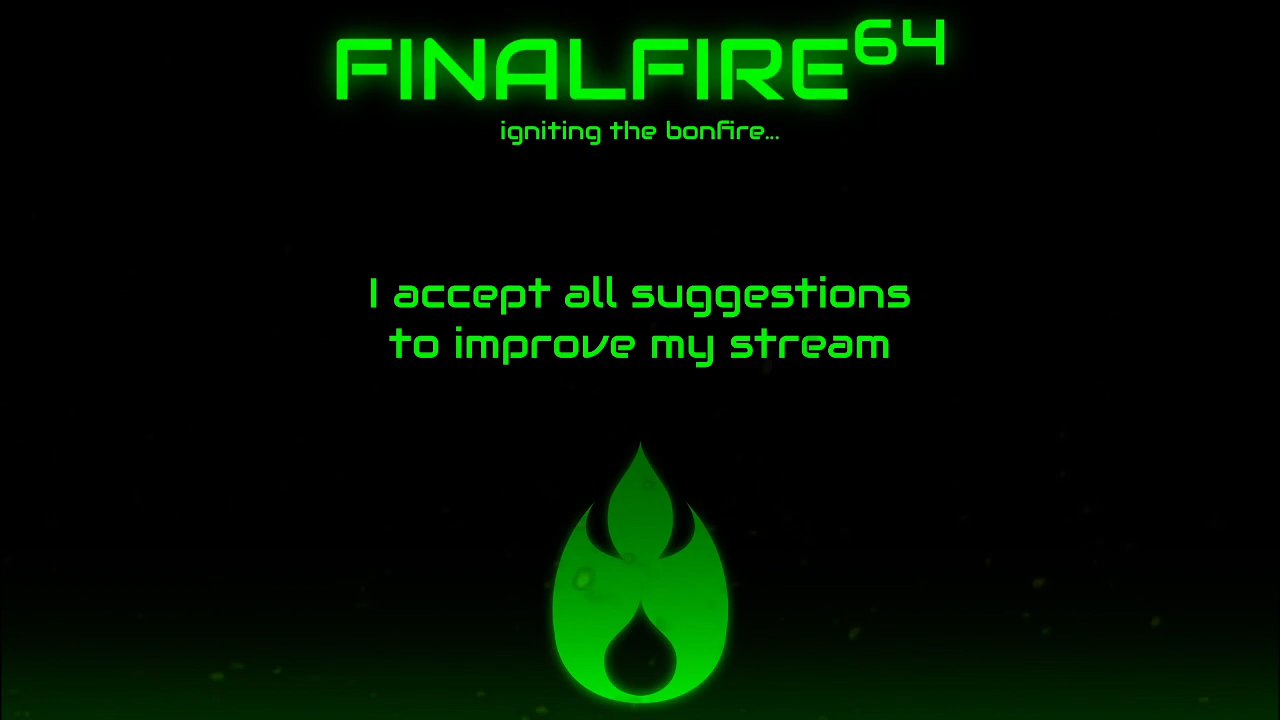 FINALFIRE64
igniting the bonfire...
I accept all suggestions
to improve my stream